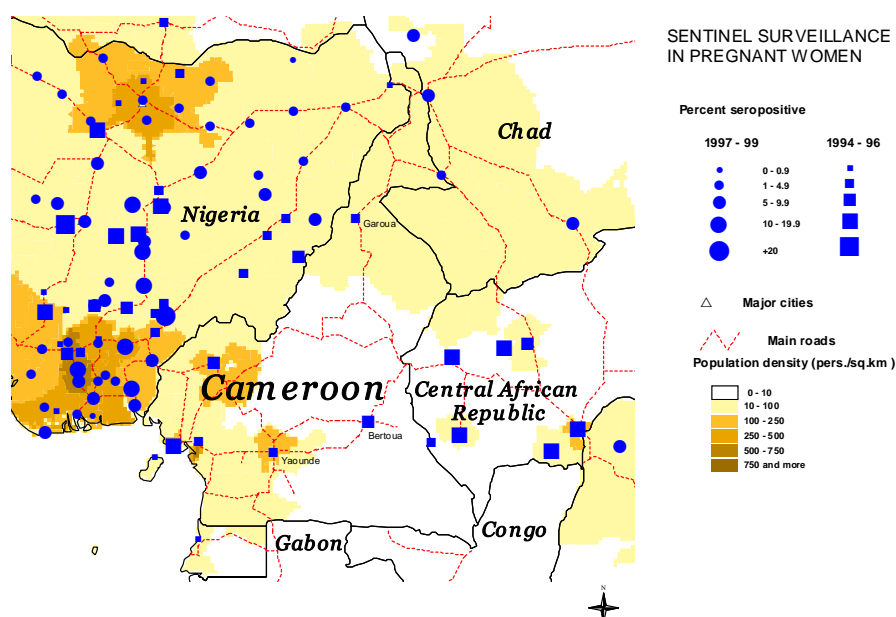 SENTINEL SURVEILLANCE
IN PREGNANT WOMEN
Percent seropositive
1997 - 99
1994 - 96
0 - 0.9
1 - 4.9
5 - 9.9
10 - 19.9
+20
Major cities
Main roads
Population density (pers./sq.km)
0 - 10
10 - 100
100 - 250
250 - 500
500 - 750
750 and more
Chad
Nigeria
Garoua
Cameroon
Central African
Republic
Bertoua
Yaounde
Congo
Gabon
N